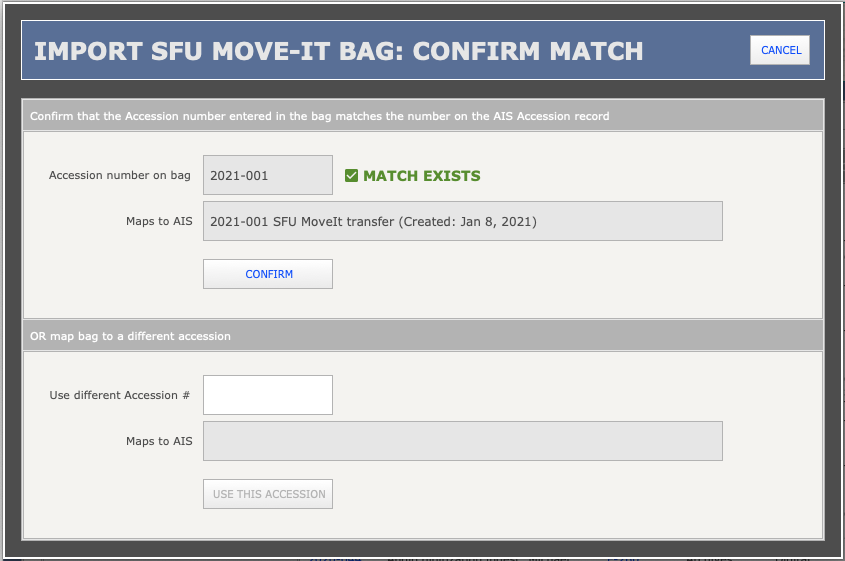 IMPORT SFU MOVE-IT BAG: CONFIRM MATCH
CANCEL
Confirm that the Accession number entered in the bag matches the number on the AIS Accession record
Accession number on bag 2021-001 MATCH EXISTS
Maps to AIS 2021-001 SFU MoveIt transfer (Created: Jan 8, 2021)
CONFIRM
OR map bag to a different accession
Use different Accession #
Maps to AIS
USE THIS ACCESSION